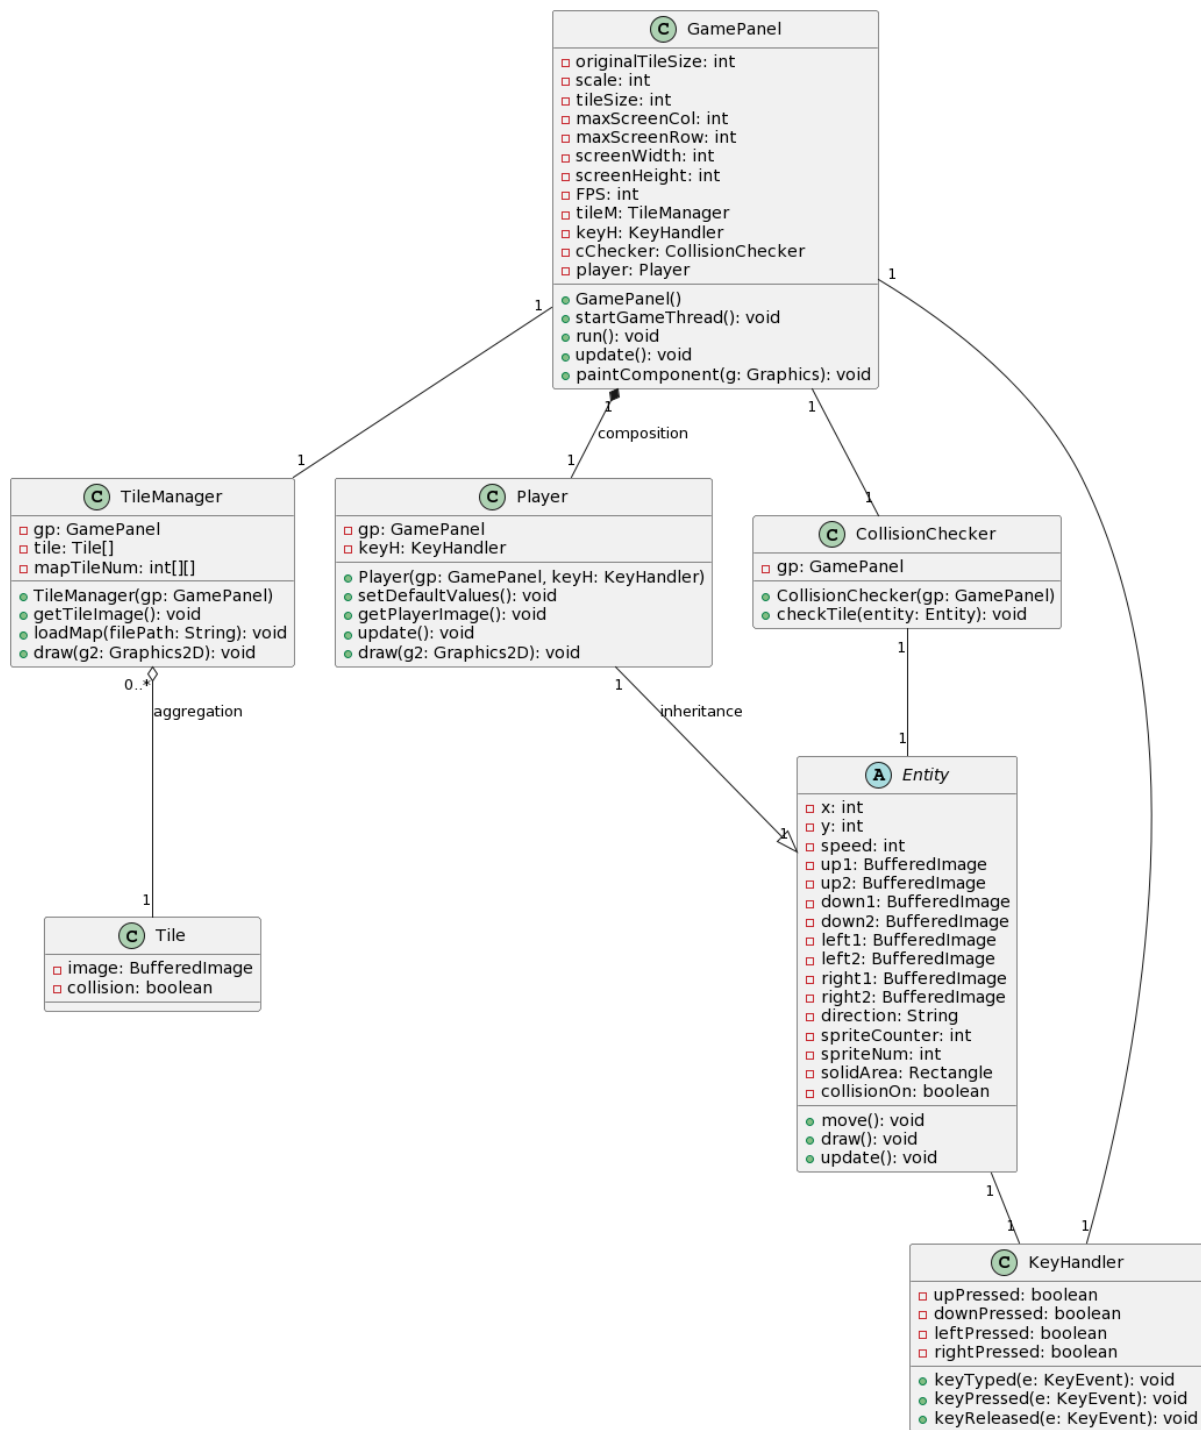 C GamePanel
originalTileSize: int
scale: int
tileSize: int
maxScreenCol: int
maxScreenRow: int
screenWidth: int
screenHeight: int
FPS: int
tileM: TileManager
keyH: KeyHandler
cChecker: CollisionChecker
player: Player
GamePanel()
startGameThread(): void
run(): void
update(): void
paintComponent(g: Graphics): void
1
1
1
1
1
composition
1
1
1
C TileManager
gp: GamePanel
tile: Tile[]
mapTileNum: int[][]
TileManager(gp: GamePanel)
getTileImage(): void
loadMap(filePath: String): void
draw(g2: Graphics2D): void
C Player
gp: GamePanel
keyH: KeyHandler
Player(gp: GamePanel, keyH: KeyHandler)
setDefaultValues(): void
getPlayerImage(): void
update(): void
draw(g2: Graphics2D): void
C CollisionChecker
gp: GamePanel
CollisionChecker(gp: GamePanel)
checkTile(entity: Entity): void
0..*
aggregation
1
1
inheritance
1
1
1
C Tile
image: BufferedImage
collision: boolean
A Entity
x: int
y: int
speed: int
up1: BufferedImage
up2: BufferedImage
down1: BufferedImage
down2: BufferedImage
left1: BufferedImage
left2: BufferedImage
right1: BufferedImage
right2: BufferedImage
direction: String
spriteCounter: int
spriteNum: int
solidArea: Rectangle
collisionOn: boolean
move(): void
draw(): void
update(): void
1
1
1
C KeyHandler
upPressed: boolean
downPressed: boolean
leftPressed: boolean
rightPressed: boolean
keyTyped(e: KeyEvent): void
keyPressed(e: KeyEvent): void
keyReleased(e: KeyEvent): void